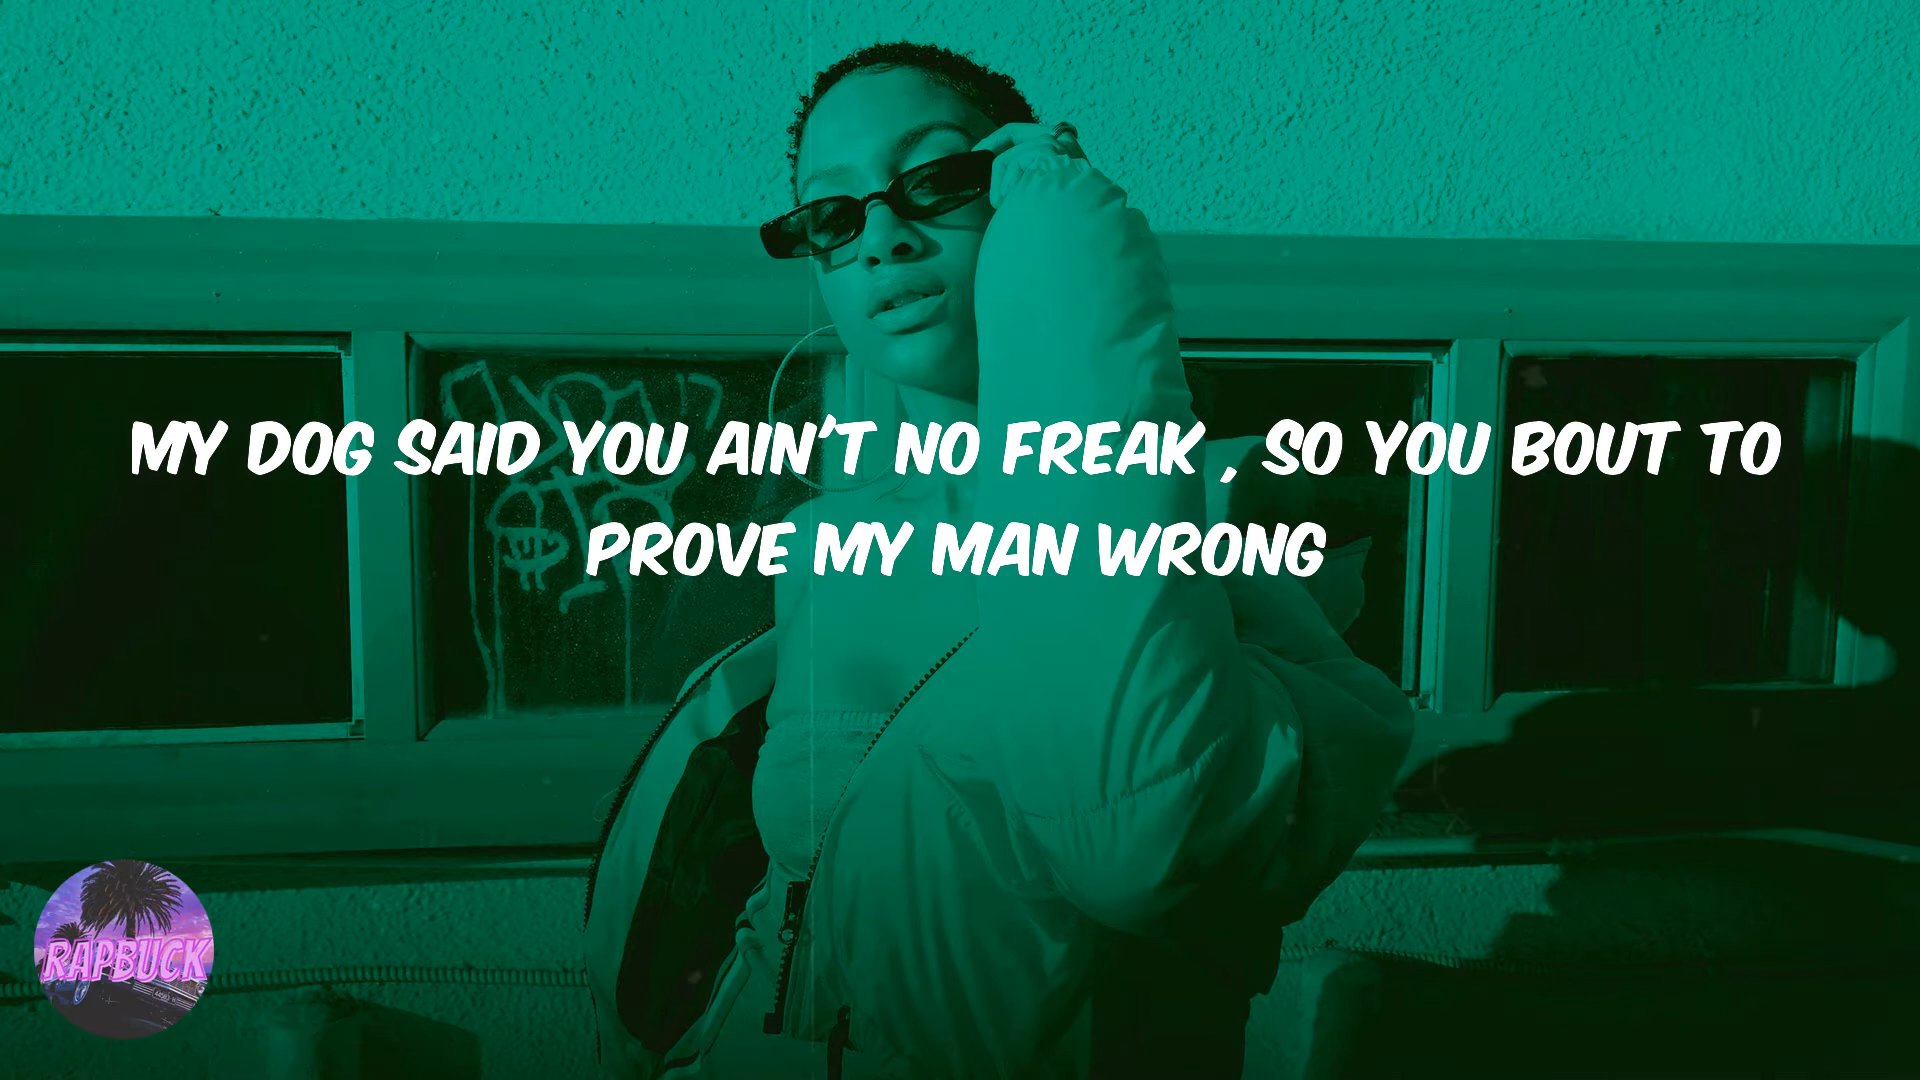 MY DOG SAID YOU AIN'T NO FREAK , SO YOU BOUT TO
PROVE MY MAN WRONG
RAPBUCK